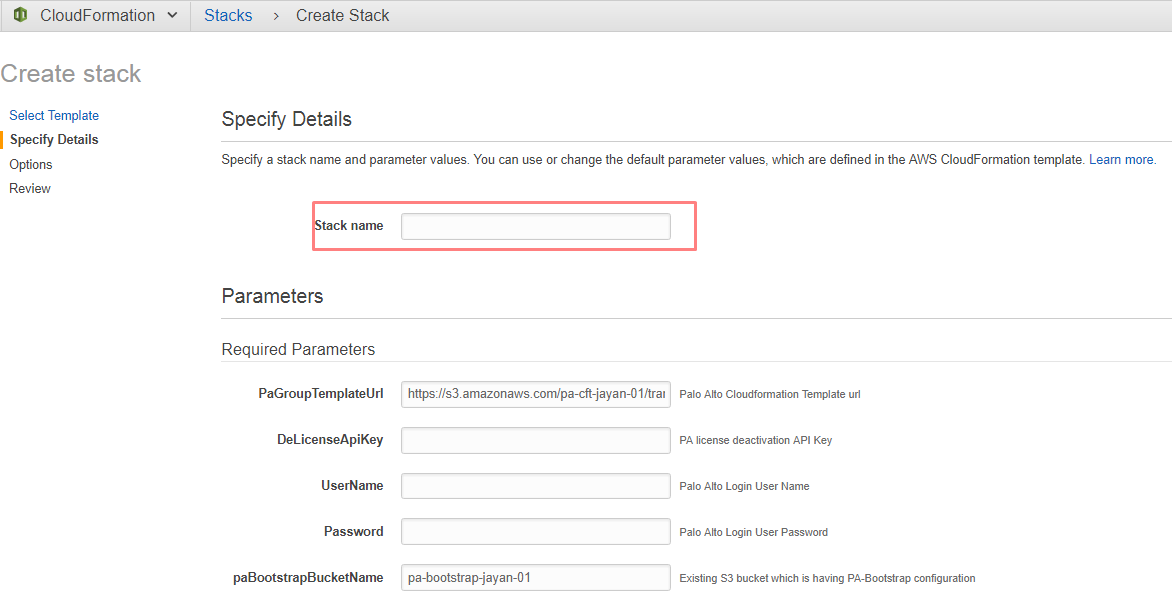 CloudFormation Stacks > Create Stack
Create stack
Select Template
Specify Details
Options
Review
Specify Details
Specify a stack name and parameter values. You can use or change the default parameter values, which are defined in the AWS CloudFormation template. Learn more.
Stack name
Parameters
Required Parameters
PaGroupTemplateUrl https://s3.amazonaws.com/pa-cft-jayan-01/trar Palo Alto Cloudformation Template url
DeLicenseApiKey PA license deactivation API Key
UserName Palo Alto Login User Name
Password Palo Alto Login User Password
paBootstrapBucketName pa-bootstrap-jayan-01 Existing S3 bucket which is having PA-Bootstrap configuration